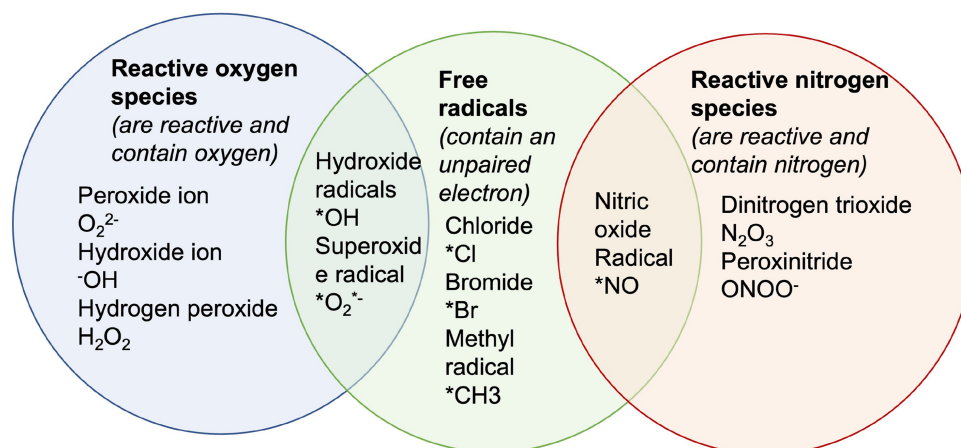 Reactive oxygen
species
(are reactive and
contain oxygen)
Peroxide ion
O₂²⁻
Hydroxide ion
⁻OH
Hydrogen peroxide
H₂O₂
Hydroxide
radicals
*OH
Superoxid
e radical
*O₂*⁻
Free
radicals
(contain an
unpaired
electron)
Chloride
*Cl
Bromide
*Br
Methyl
radical
*CH3
Nitric
oxide
Radical
*NO
Reactive nitrogen
species
(are reactive and
contain nitrogen)
Dinitrogen trioxide
N₂O₃
Peroxinitride
ONOO⁻